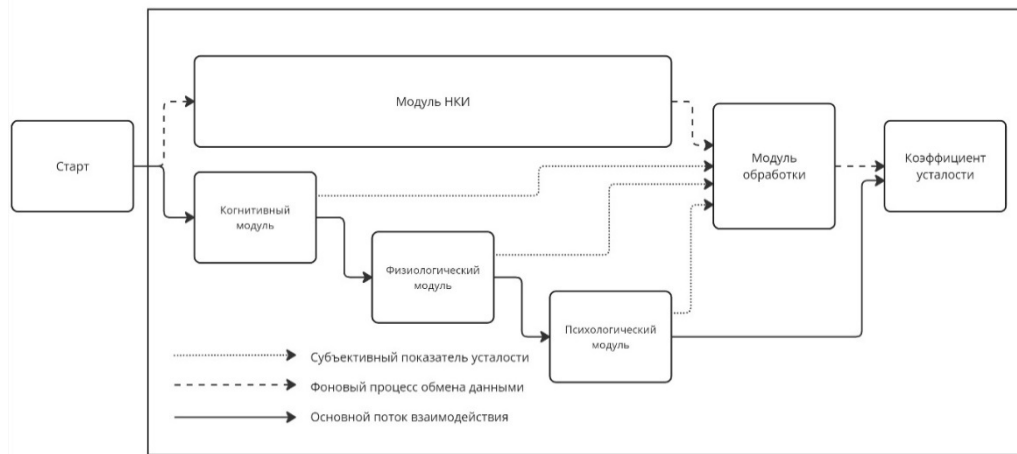 Модуль НКИ
Старт
Модуль
обработки
Коэффициент
усталости
Когнитивный
модуль
Физиологический
модуль
Психологический
модуль
Субъективный показатель усталости
Фоновый процесс обмена данными
Основной поток взаимодействия